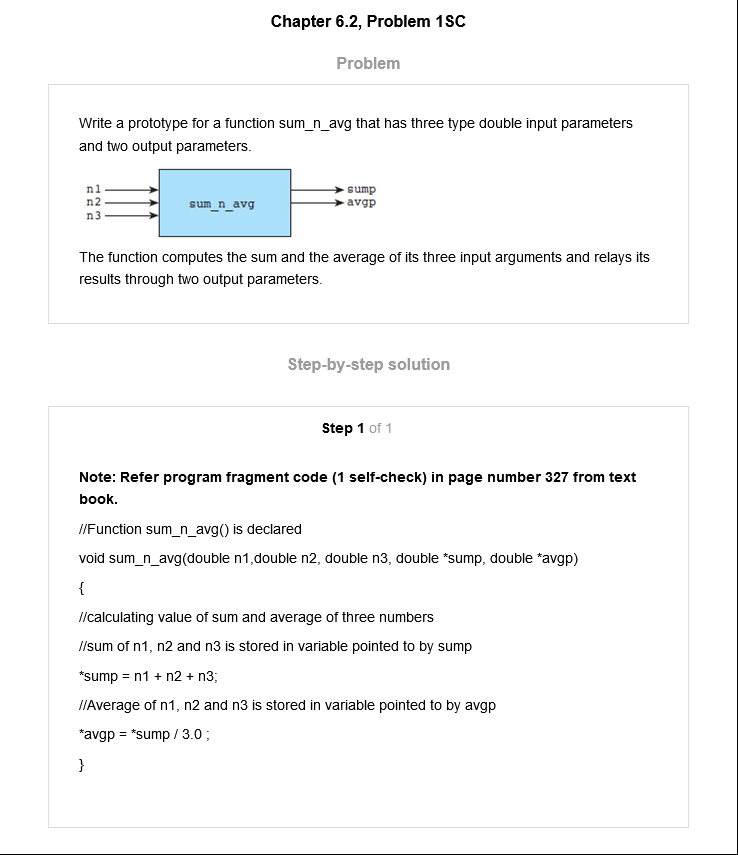 Chapter 6.2, Problem 1SC
Problem
Write a prototype for a function sum_n_avg that has three type double input parameters
and two output parameters.
n1
n2
n3
sum_n_avg
sump
avgp
The function computes the sum and the average of its three input arguments and relays its
results through two output parameters.
Step-by-step solution
Step 1 of 1
Note: Refer program fragment code (1 self-check) in page number 327 from text
book.
//Function sum_n_avg() is declared
void sum_n_avg(double n1,double n2, double n3, double *sump, double *avgp)
{
//calculating value of sum and average of three numbers
//sum of n1, n2 and n3 is stored in variable pointed to by sump
*sump = n1 + n2 + n3;
//Average of n1, n2 and n3 is stored in variable pointed to by avgp
*avgp = *sump / 3.0 ;
}